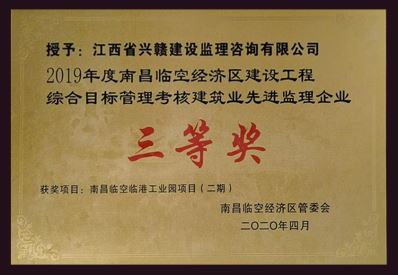 授予：江西省兴赣建设监理咨询有限公司
2019年度南昌临空经济区建设工程
综合目标管理考核建筑业先进监理企业
三等奖
获奖项目：南昌临空临港工业园项目（二期）
南昌临空经济区管委会
二〇二〇年四月